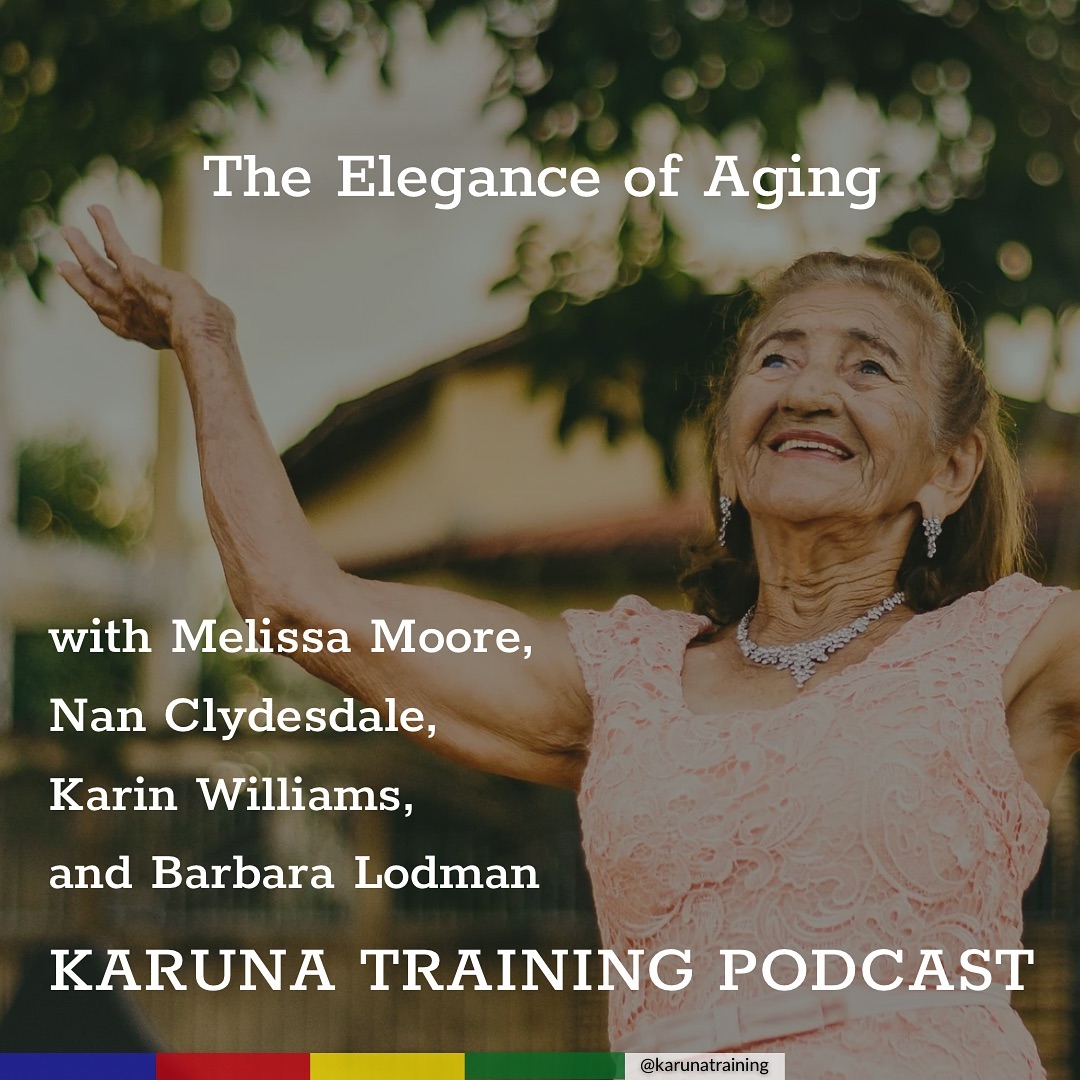 The Elegance of Aging
with Melissa Moore,
Nan Clydesdale,
Karin Williams,
and Barbara Lodman
KARUNA TRAINING PODCAST
@karunatraining